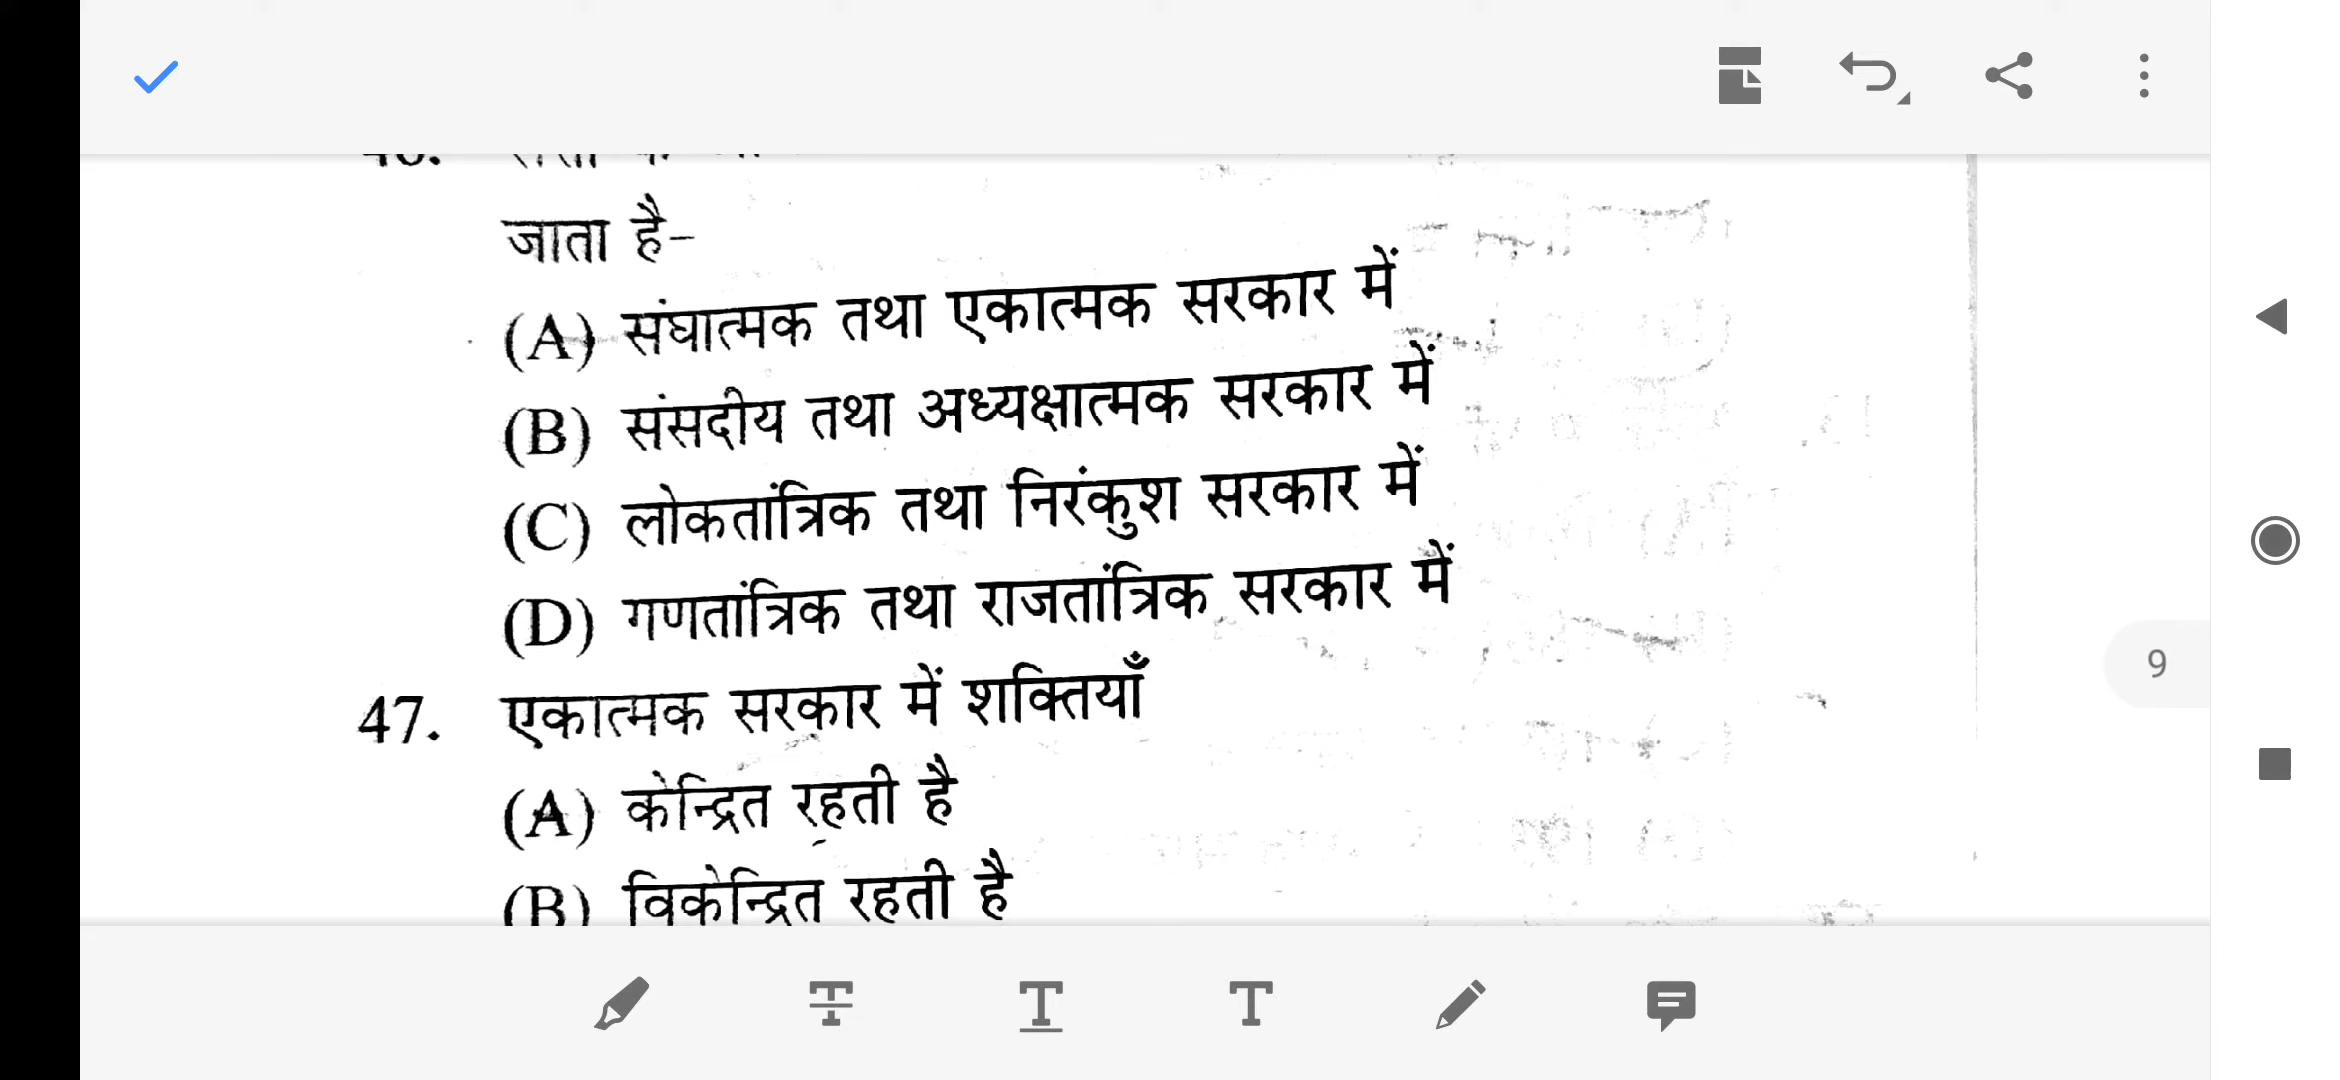 जाता है-
(A) संघात्मक तथा एकात्मक सरकार में
(B) संसदीय तथा अध्यक्षात्मक सरकार में
(C) लोकतांत्रिक तथा निरंकुश सरकार में
(D) गणतांत्रिक तथा राजतांत्रिक सरकार में
47. एकात्मक सरकार में शक्तियाँ
(A) केन्द्रित रहती है
(B) विकेन्द्रित रहती है
9